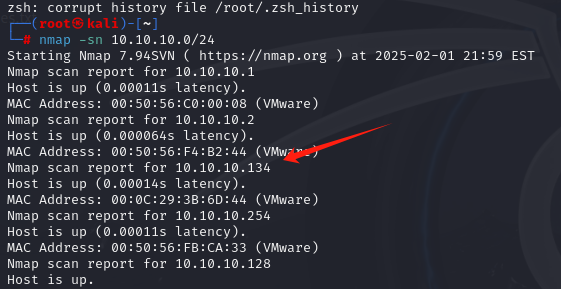 zsh: corrupt history file /root/.zsh_history
┌──(root㉿kali)-[~]
└─# nmap -sn 10.10.10.0/24
Starting Nmap 7.94SVN ( https://nmap.org ) at 2025-02-01 21:59 EST
Nmap scan report for 10.10.10.1
Host is up (0.00011s latency).
MAC Address: 00:50:56:C0:00:08 (VMware)
Nmap scan report for 10.10.10.2
Host is up (0.000064s latency).
MAC Address: 00:50:56:F4:B2:44 (VMware)
Nmap scan report for 10.10.10.134
Host is up (0.00014s latency).
MAC Address: 00:0C:29:3B:6D:44 (VMware)
Nmap scan report for 10.10.10.254
Host is up (0.00011s latency).
MAC Address: 00:50:56:FB:CA:33 (VMware)
Nmap scan report for 10.10.10.128
Host is up.